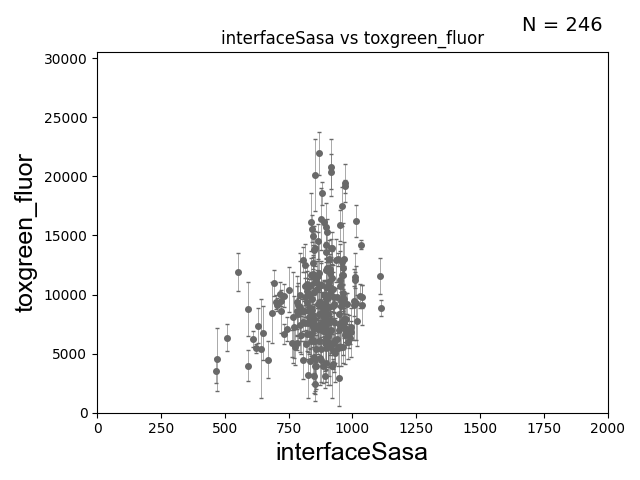 N = 246
interfaceSasa vs toxgreen_fluor
30000
25000
20000
15000
10000
5000
0
toxgreen_fluor
0 250 500 750 1000 1250 1500 1750 2000
interfaceSasa